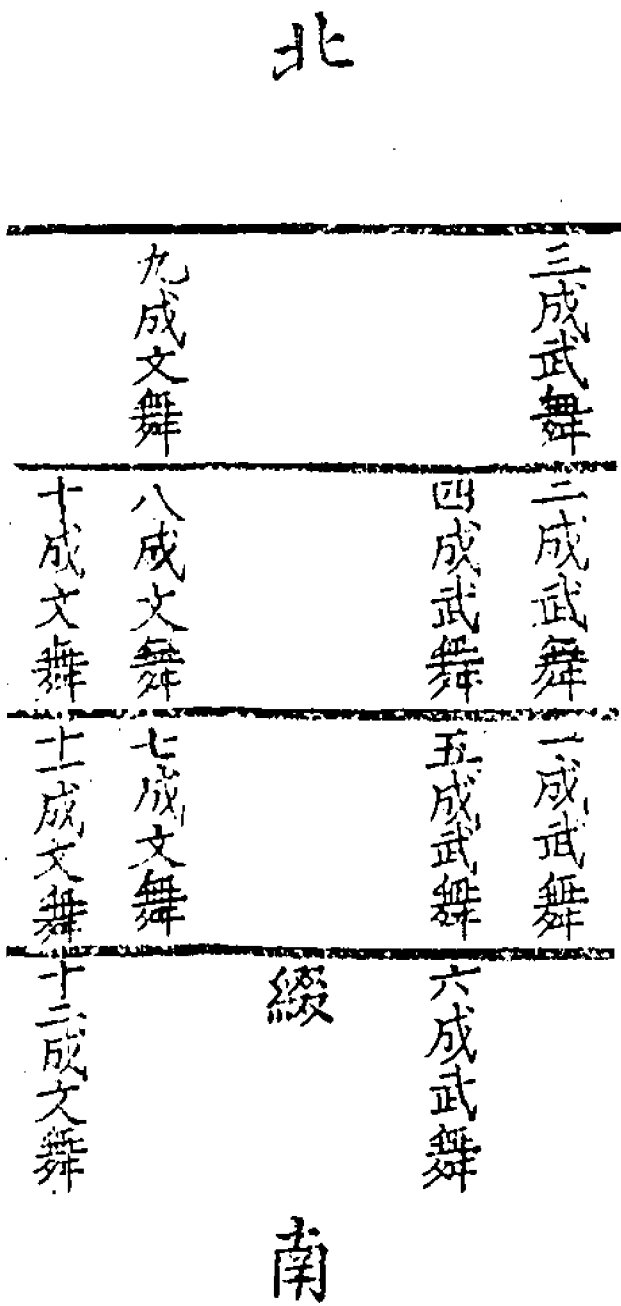 北
三成武舞
九成文舞
二成武舞
四成武舞
八成文舞
十成文舞
一成武舞
五成武舞
七成文舞
十一成文舞
六成武舞
綴
十二成文舞
南